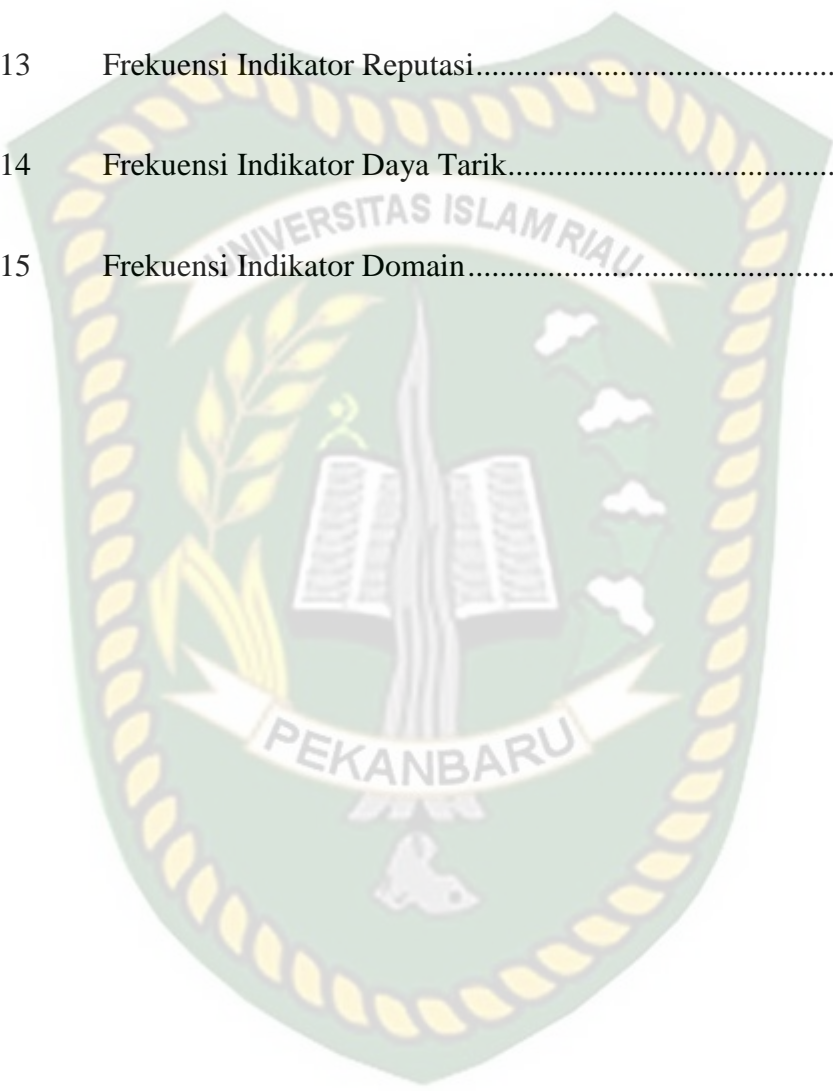 13 Frekuensi Indikator Reputasi................................................
14 Frekuensi Indikator Daya Tarik............................................
UNIVERSITAS ISLAM RIAU
15 Frekuensi Indikator Domain.................................................
PEKANBARU